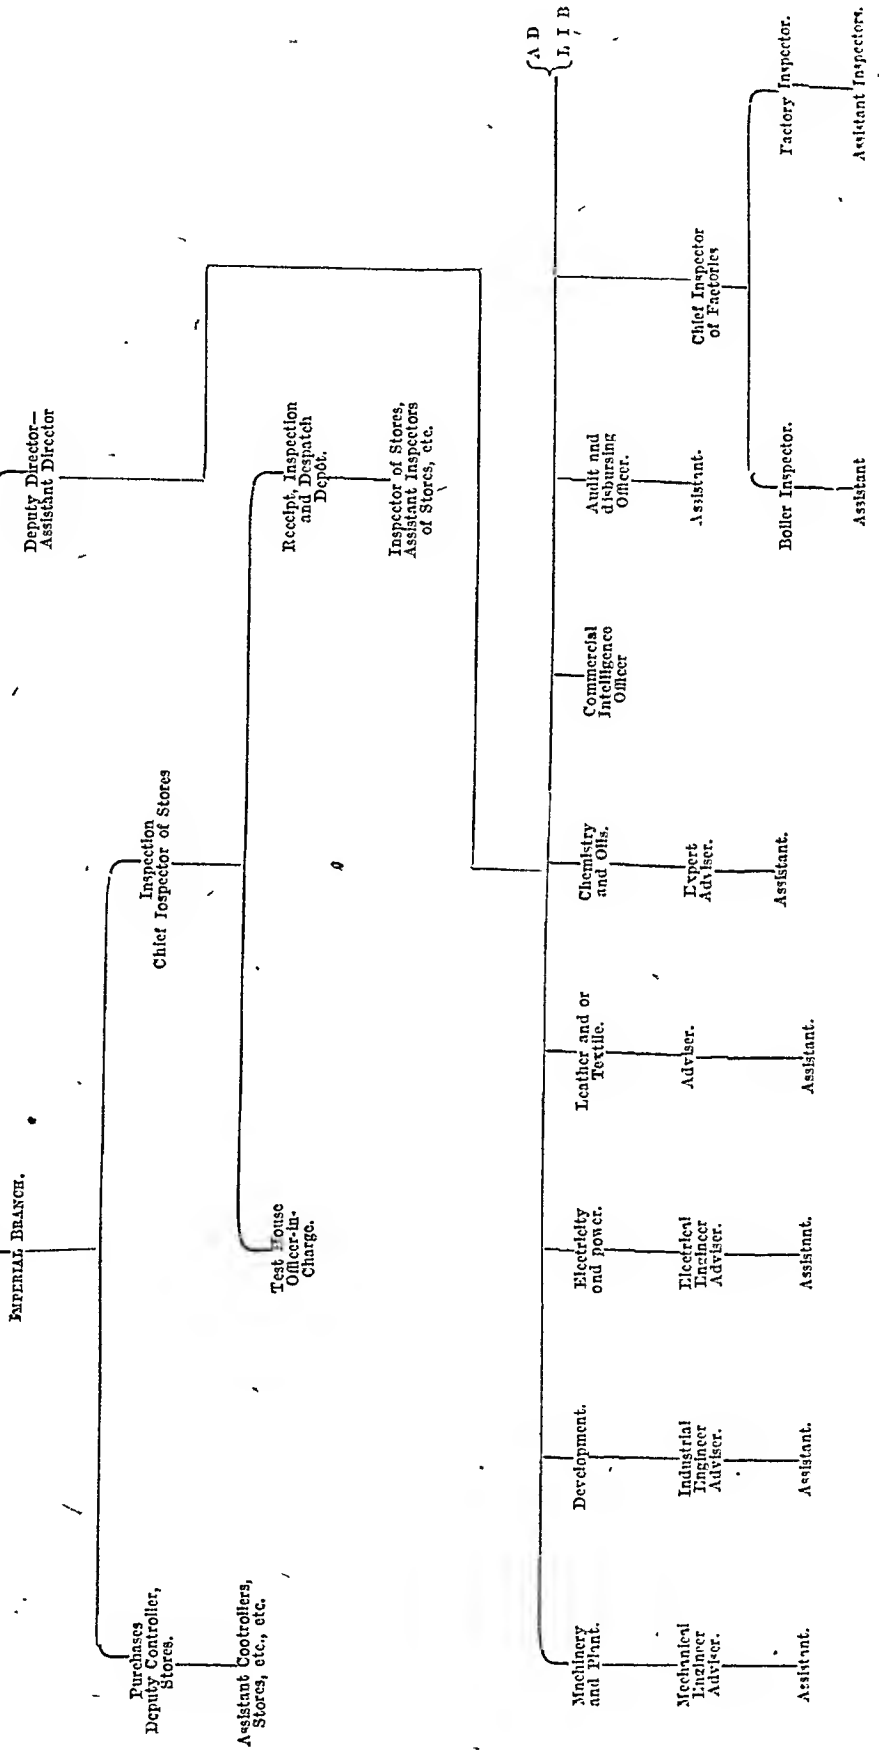 IMPERIAL BRANCH.
Deputy Director—
Assistant Director
Purchases
Deputy Controller,
Stores.
Assistant Controllers,
Stores, etc., etc.
Inspection
Chief Inspector of Stores
Test House
Officer-in-
Charge.
Receipt, Inspection
and Despatch
Depôt.
Inspector of Stores,
Assistant Inspectors
of Stores, etc.
A D
L I B
Machinery
and Plant.
Mechanical
Engineer
Adviser.
Assistant.
Development.
Industrial
Engineer
Adviser.
Assistant.
Electricity
ond power.
Electrical
Engineer
Adviser.
Assistant.
Leather and or
Textile.
Adviser.
Assistant.
Chemistry
and Oils.
Expert
Adviser.
Assistant.
Commercial
Intelligence
Officer
Audit and
disbursing
Officer.
Assistant.
Chief Inspector
of Factories
Boiler Inspector.
Assistant
Factory Inspector.
Assistant Inspectors.